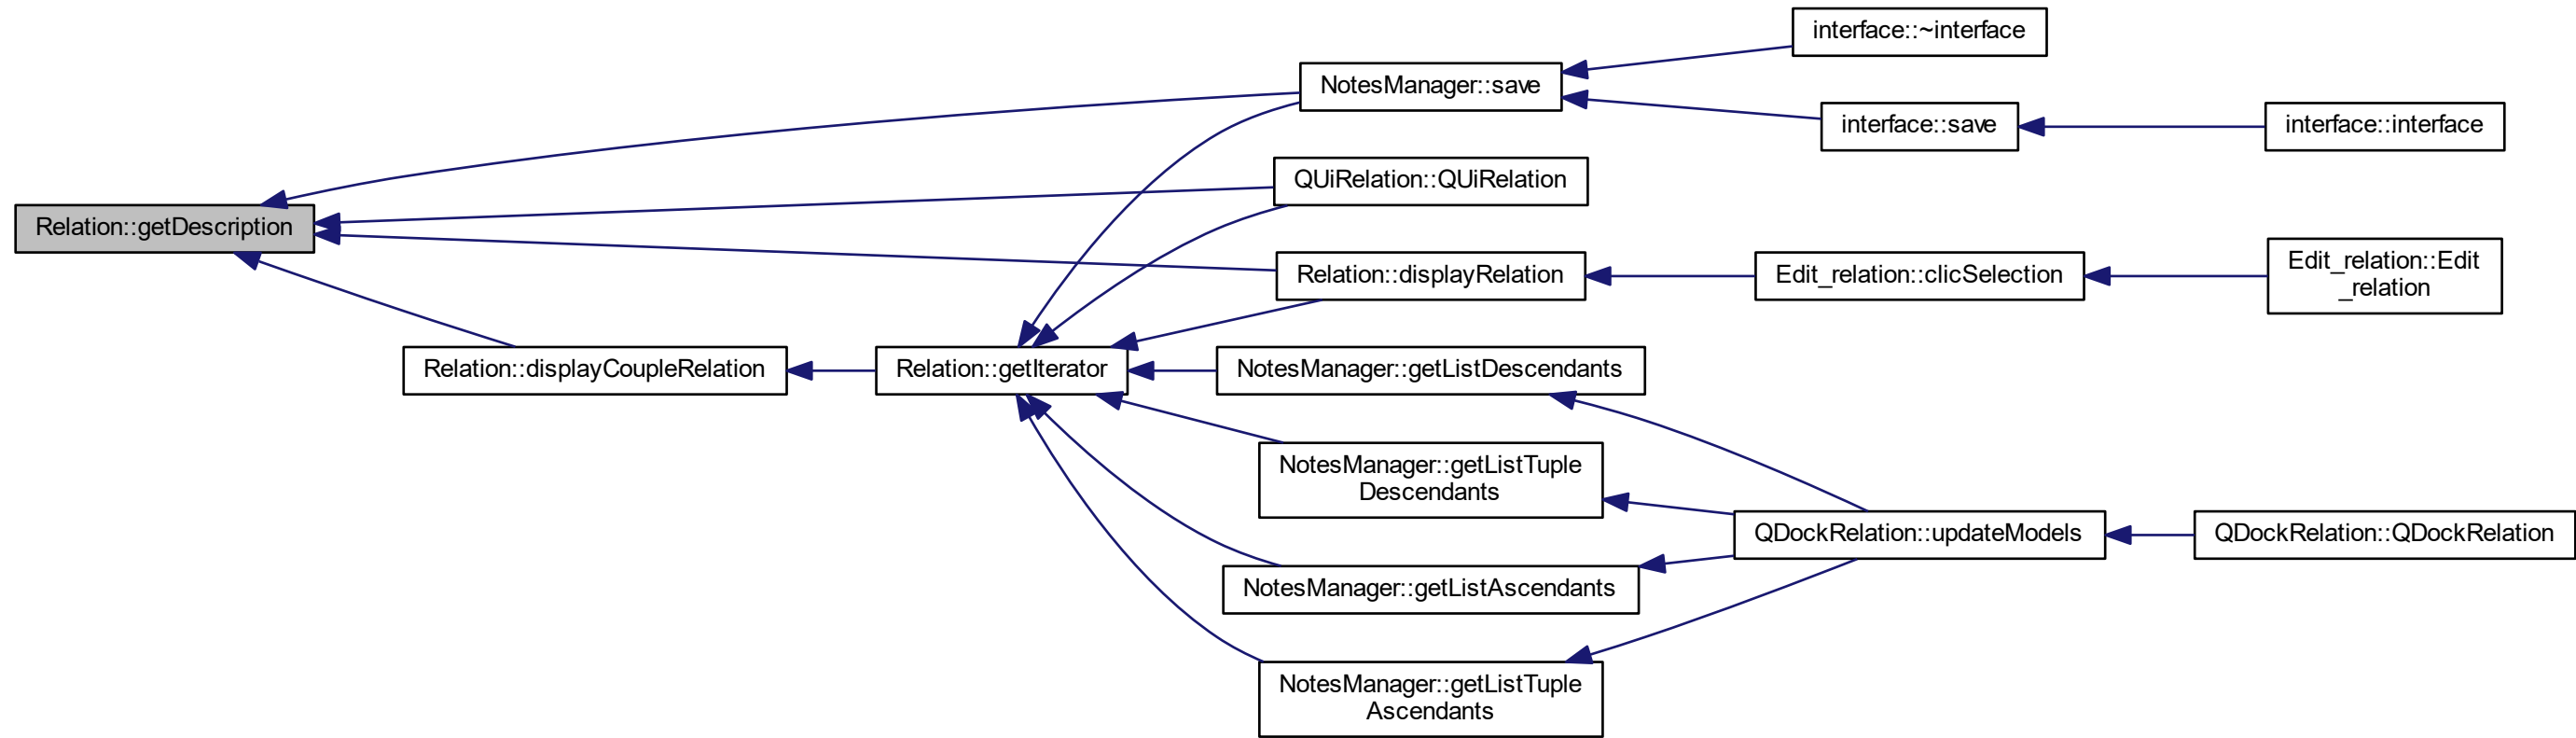 interface::~interface
NotesManager::save
interface::save
interface::interface
QUiRelation::QUiRelation
Relation::getDescription
Relation::displayRelation
Edit_relation::clicSelection
Edit_relation::Edit
_relation
Relation::displayCoupleRelation
Relation::getIterator
NotesManager::getListDescendants
NotesManager::getListTuple
Descendants
QDockRelation::updateModels
QDockRelation::QDockRelation
NotesManager::getListAscendants
NotesManager::getListTuple
Ascendants